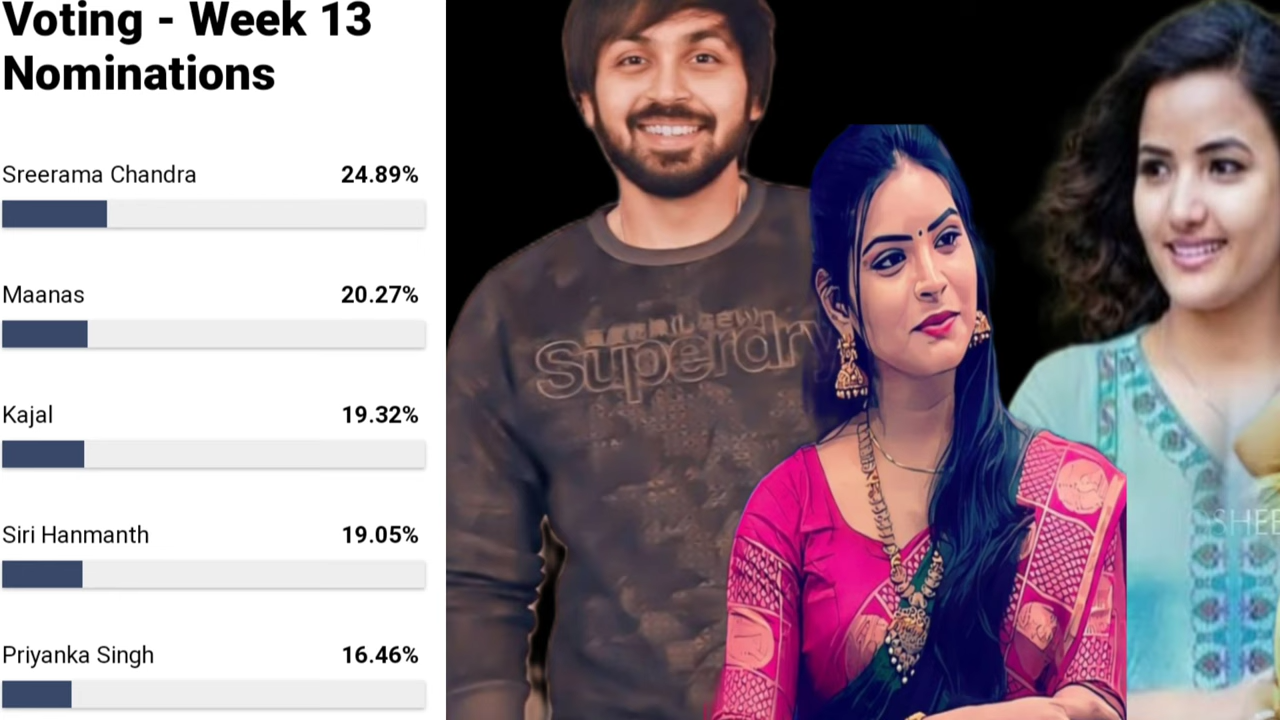 Voting - Week 13
Nominations
Sreerama Chandra 24.89%
Maanas 20.27%
Kajal 19.32%
Siri Hanmanth 19.05%
Priyanka Singh 16.46%
Superdry